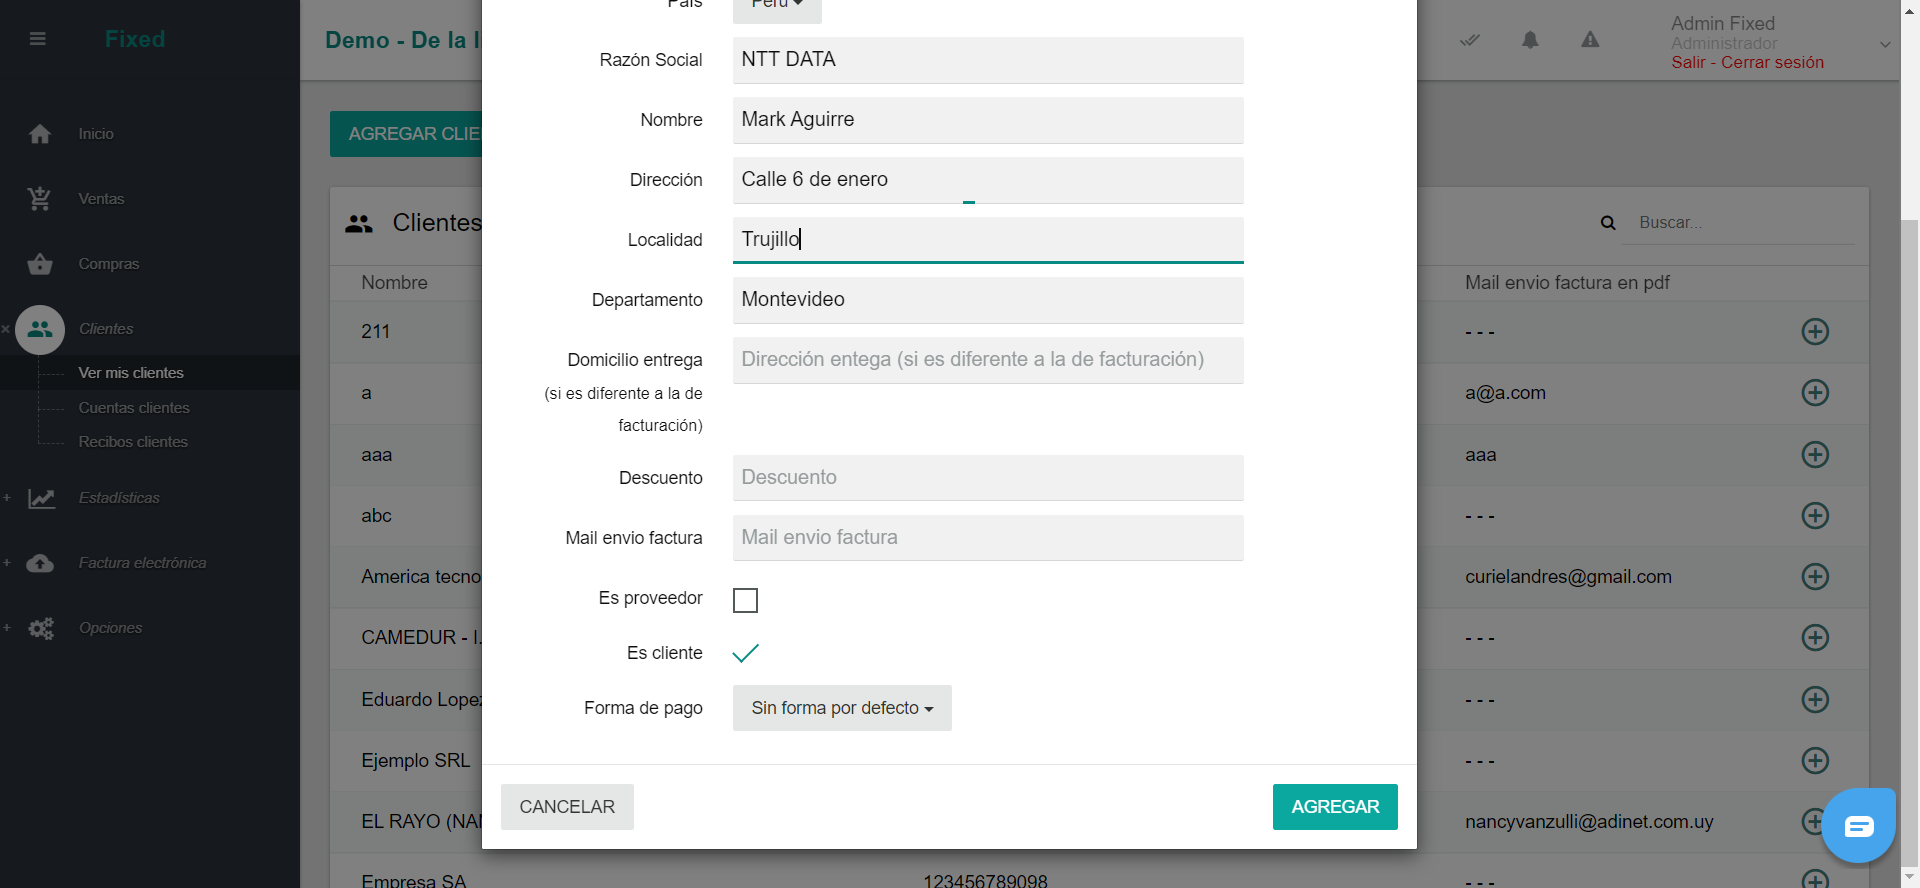 Fixed
Demo - De la
Admin Fixed
Administrador
Salir - Cerrar sesión
Inicio
Ventas
Compras
Clientes
Ver mis clientes
Cuentas clientes
Recibos clientes
Estadísticas
Factura electrónica
Opciones
AGREGAR CLIE
Clientes
Buscar...
Nombre
Mail envio factura en pdf
211
- - -
a
a@a.com
aaa
aaa
abc
- - -
America tecno
curielandres@gmail.com
CAMEDUR - I.
- - -
Eduardo Lopez
- - -
Ejemplo SRL
- - -
EL RAYO (NAN
nancyvanzulli@adinet.com.uy
Empresa SA
123456789098
- - -
País
Perú
Razón Social
NTT DATA
Nombre
Mark Aguirre
Dirección
Calle 6 de enero
Localidad
Trujillo
Departamento
Montevideo
Domicilio entrega
(si es diferente a la de
facturación)
Dirección entega (si es diferente a la de facturación)
Descuento
Descuento
Mail envio factura
Mail envio factura
Es proveedor
Es cliente
Forma de pago
Sin forma por defecto
CANCELAR
AGREGAR